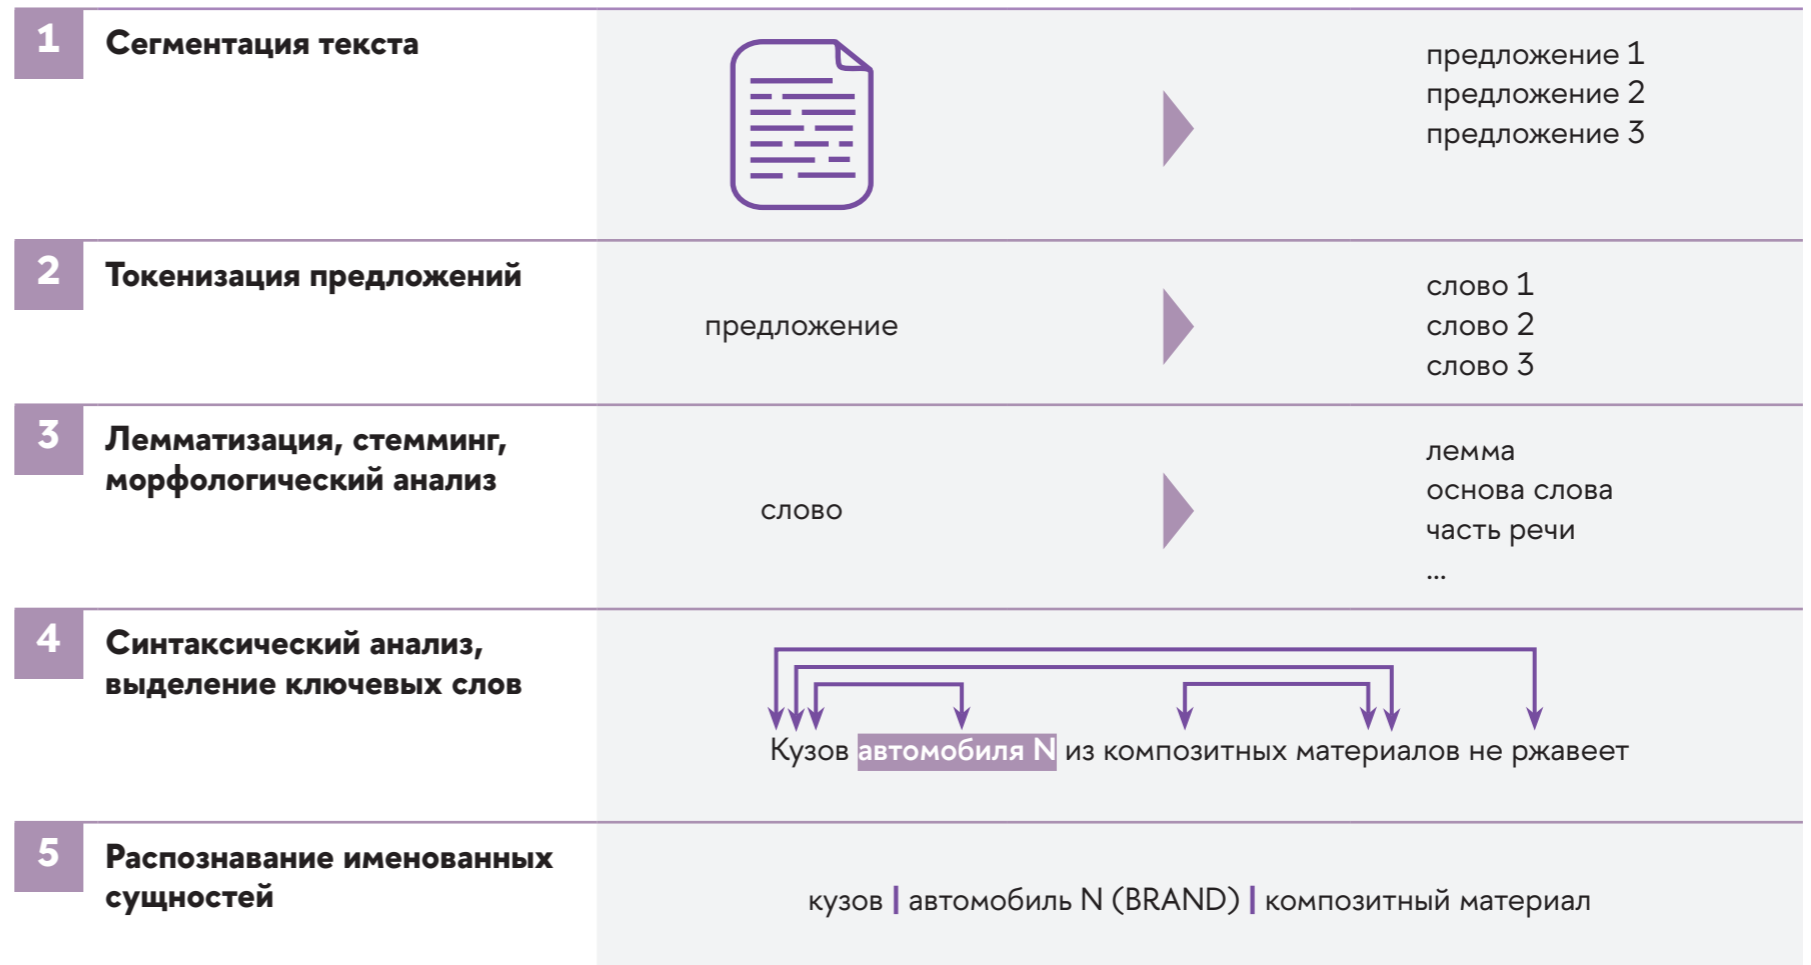 1
Сегментация текста
предложение 1
предложение 2
предложение 3
2
Токенизация предложений
предложение
слово 1
слово 2
слово 3
3
Лемматизация, стемминг,
морфологический анализ
слово
лемма
основа слова
часть речи
...
4
Синтаксический анализ,
выделение ключевых слов
Кузов автомобиля N из композитных материалов не ржавеет
5
Распознавание именованных
сущностей
кузов | автомобиль N (BRAND) | композитный материал